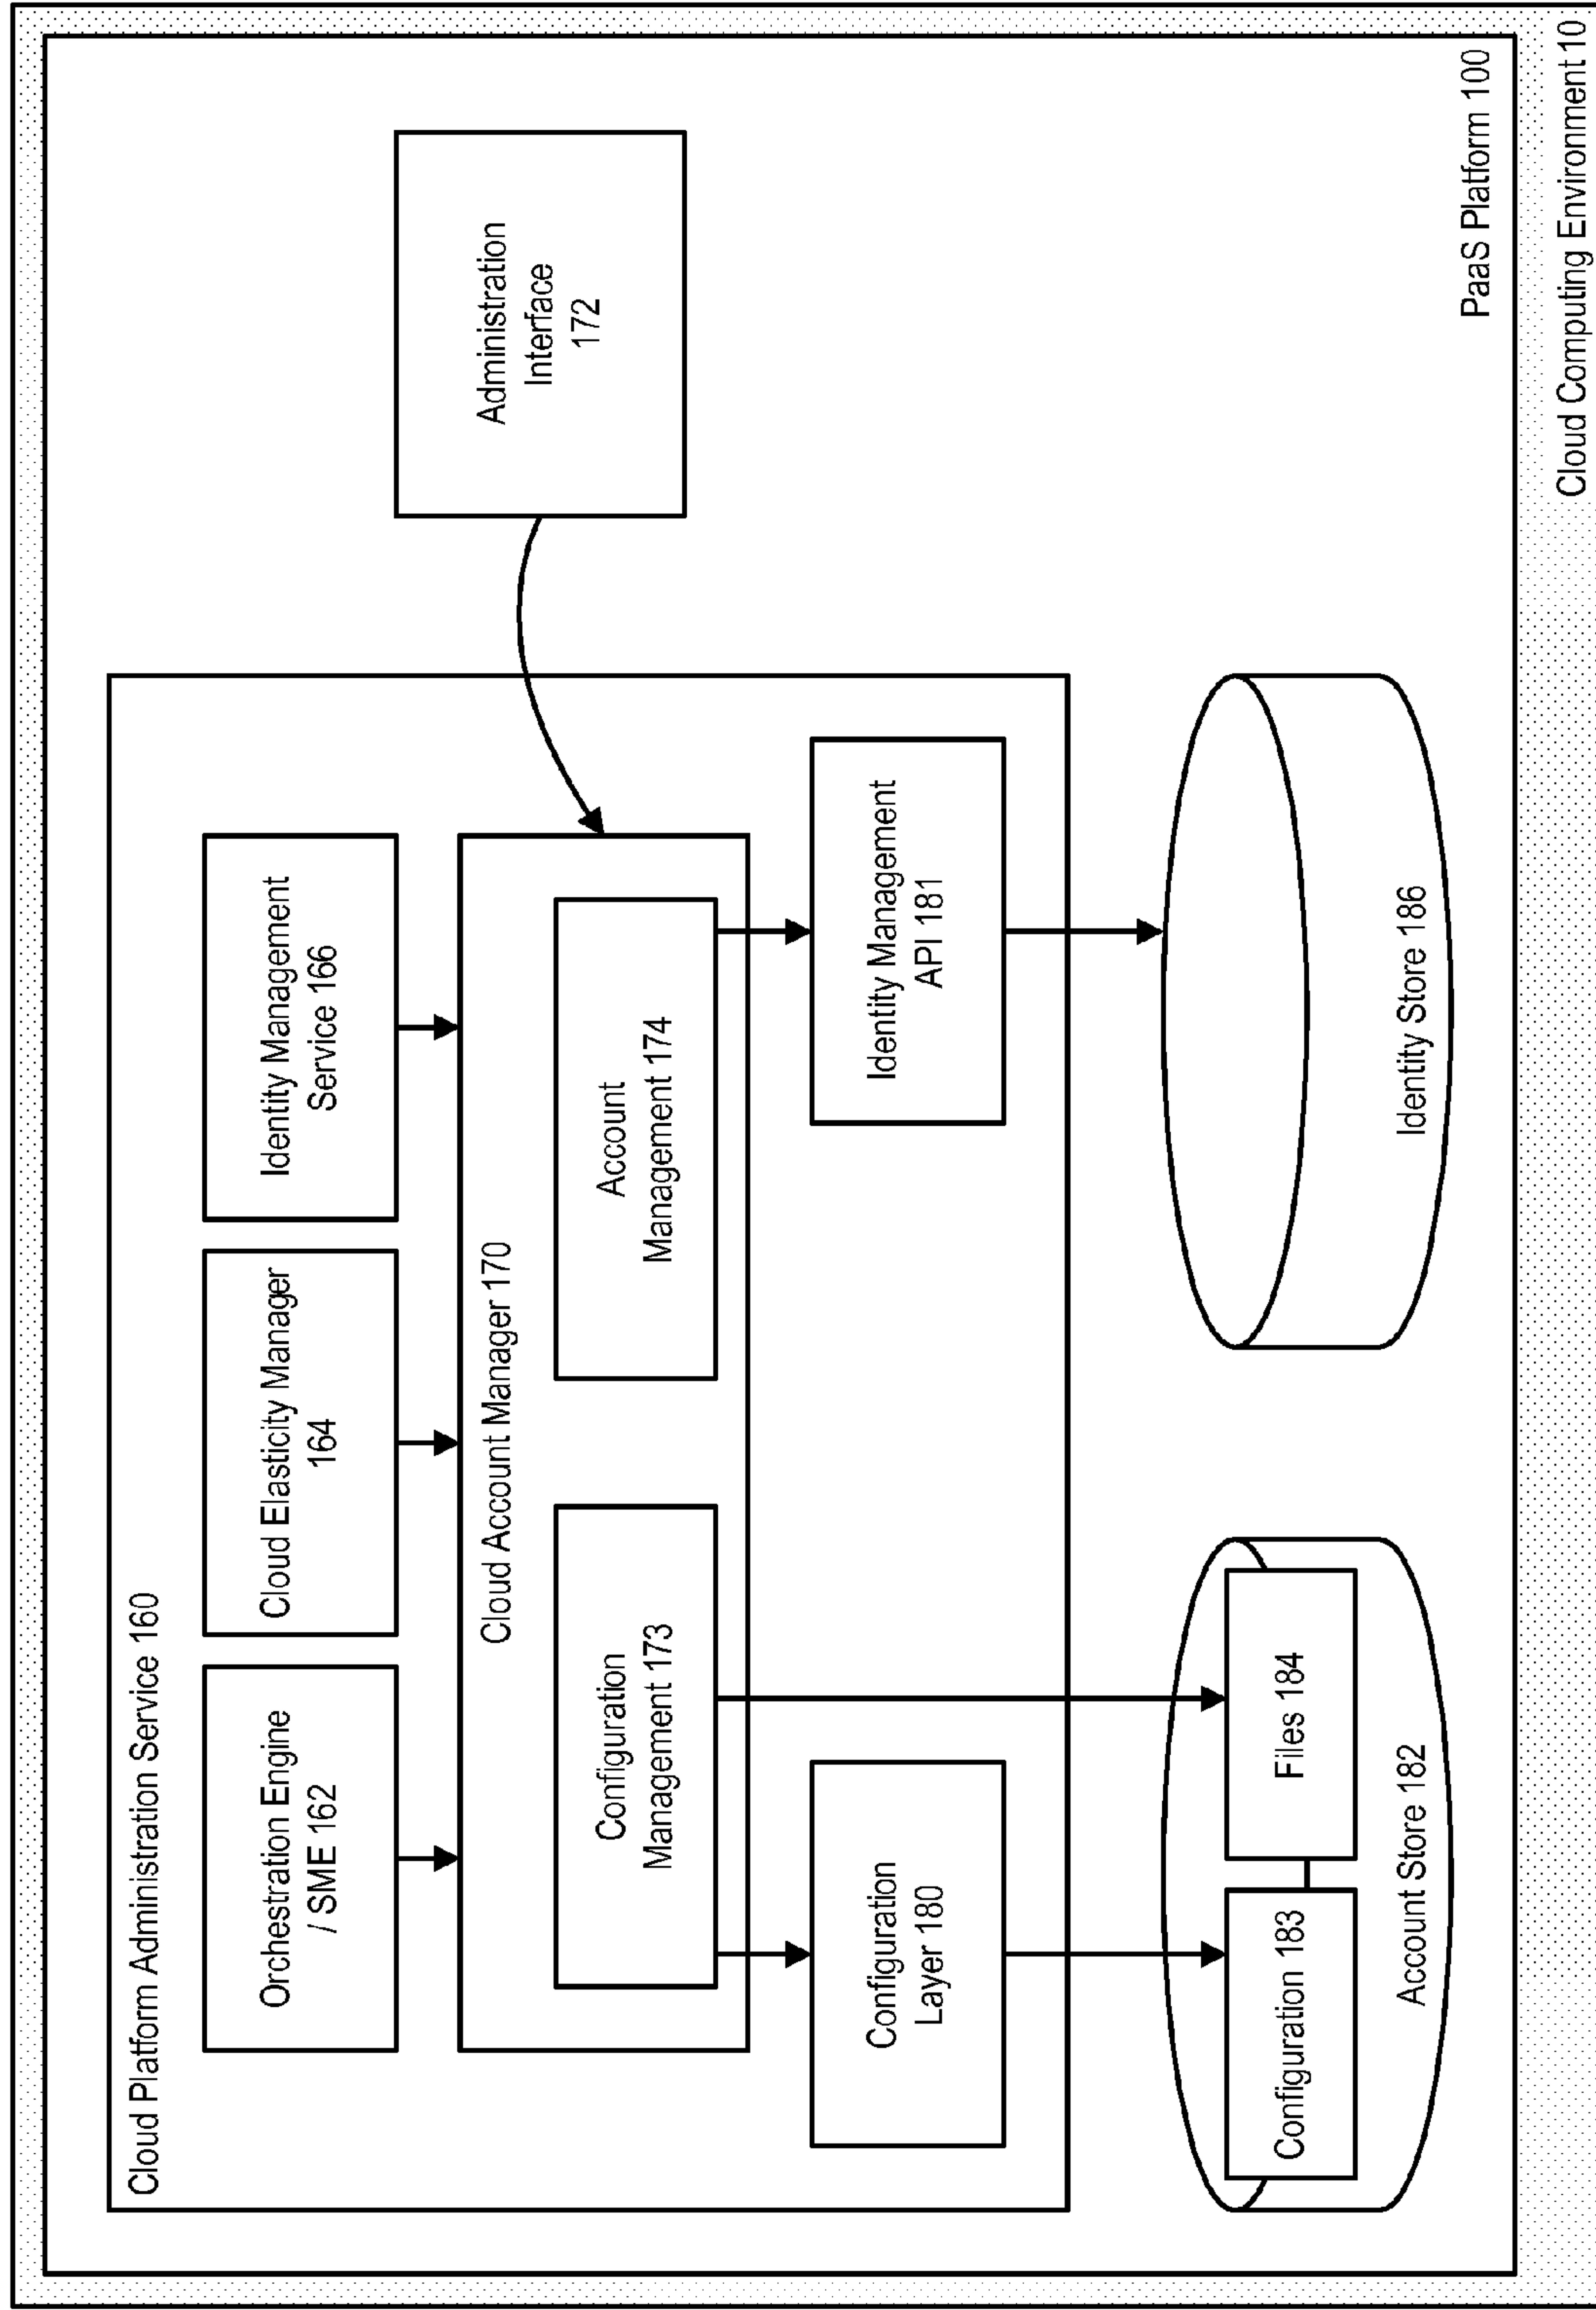 Cloud Platform Administration Service 160
Orchestration Engine
/ SME 162
Cloud Elasticity Manager
164
Identity Management
Service 166
Cloud Account Manager 170
Administration
Interface
172
Configuration
Management 173
Account
Management 174
Configuration
Layer 180
Identity Management
API 181
Configuration 183
Files 184
Account Store 182
Identity Store 186
PaaS Platform 100
Cloud Computing Environment 10